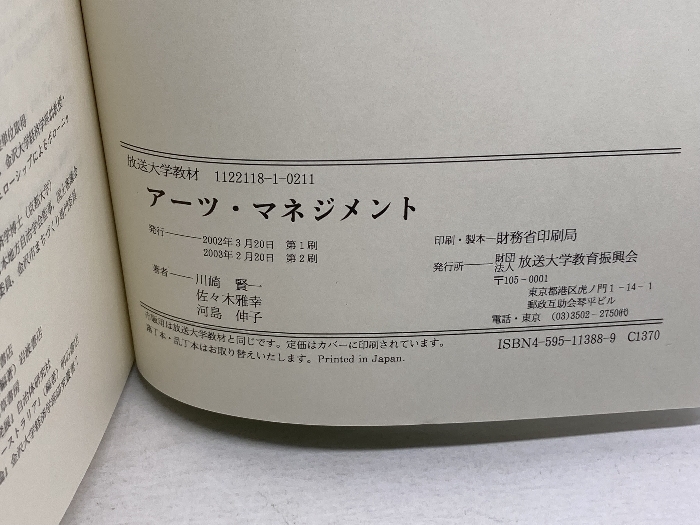 放送大学教材 1122118-1-0211
アーツ・マネジメント
発行―2002年3月20日 第1刷
2003年2月20日 第2刷
著者―川崎 賢一
佐々木雅幸
河島 伸子
印刷・製本―財務省印刷局
発行所―財団法人 放送大学教育振興会
〒105-0001
東京都港区虎ノ門1-14-1
郵政互助会琴平ビル
電話・東京 (03)3502-2750㈹
市販用は放送大学教材と同じです。定価はカバーに印刷されています。
落丁本・乱丁本はお取り替えいたします。Printed in Japan.
ISBN4-595-11388-9 C1370